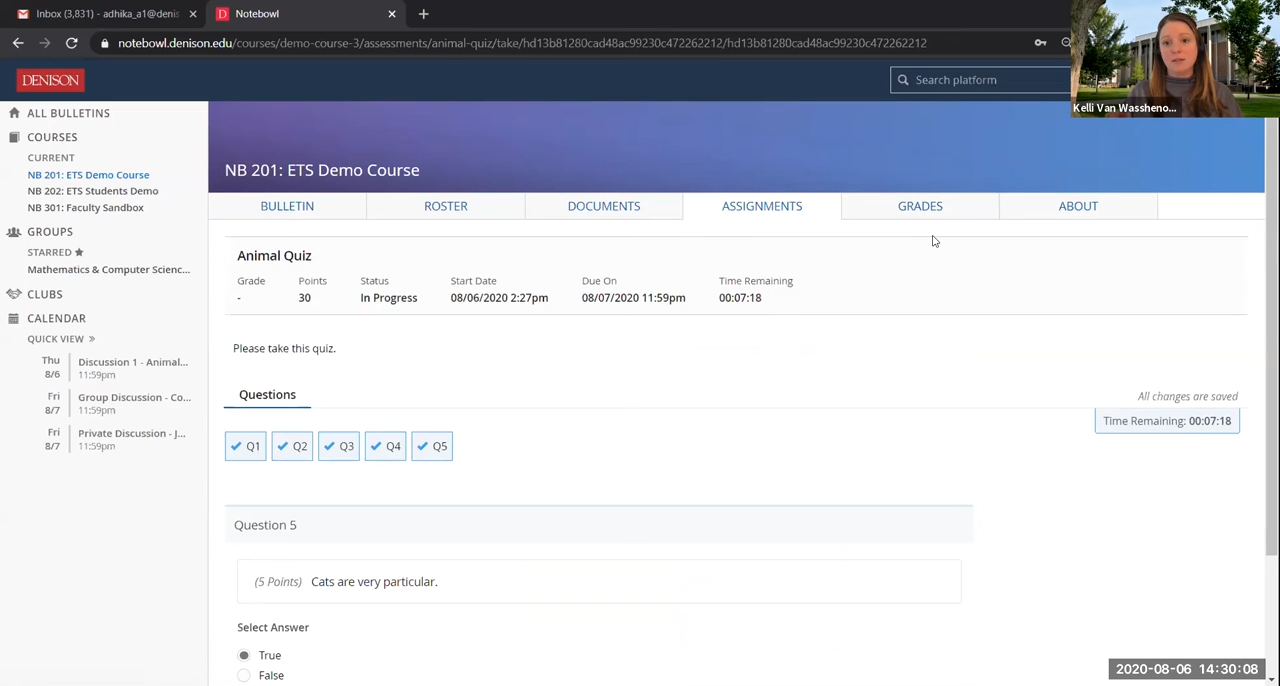 Inbox (3,831) - adhika_a1@denis
Notebowl
notebowl.denison.edu/courses/demo-course-3/assessments/animal-quiz/take/hd13b81280cad48ac99230c472262212/hd13b81280cad48ac99230c472262212
Kelli Van Wassheno...
DENISON
Search platform
ALL BULLETINS
COURSES
CURRENT
NB 201: ETS Demo Course
NB 202: ETS Students Demo
NB 301: Faculty Sandbox
GROUPS
STARRED ★
Mathematics & Computer Scienc...
CLUBS
CALENDAR
QUICK VIEW »
Thu 8/6 Discussion 1 - Animal...
11:59pm
Fri 8/7 Group Discussion - Co...
11:59pm
Fri 8/7 Private Discussion - J...
11:59pm
NB 201: ETS Demo Course
BULLETIN ROSTER DOCUMENTS ASSIGNMENTS GRADES ABOUT
Animal Quiz
Grade Points Status Start Date Due On Time Remaining
- 30 In Progress 08/06/2020 2:27pm 08/07/2020 11:59pm 00:07:18
Please take this quiz.
Questions
All changes are saved
Time Remaining: 00:07:18
Q1 Q2 Q3 Q4 Q5
Question 5
(5 Points) Cats are very particular.
Select Answer
True
False
2020-08-06 14:30:08